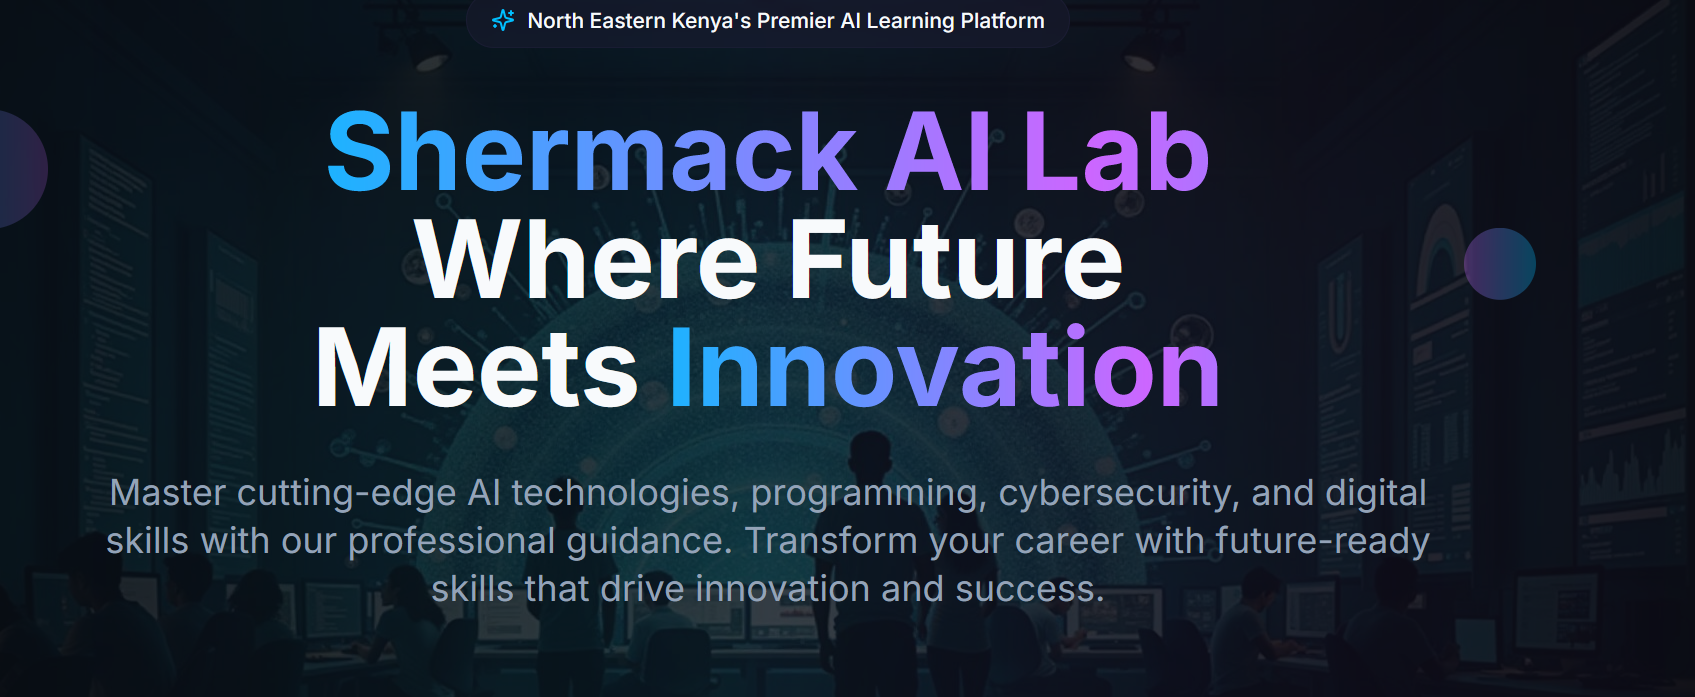 North Eastern Kenya's Premier AI Learning Platform
Shermack AI Lab
Where Future
Meets Innovation
Master cutting-edge AI technologies, programming, cybersecurity, and digital
skills with our professional guidance. Transform your career with future-ready
skills that drive innovation and success.